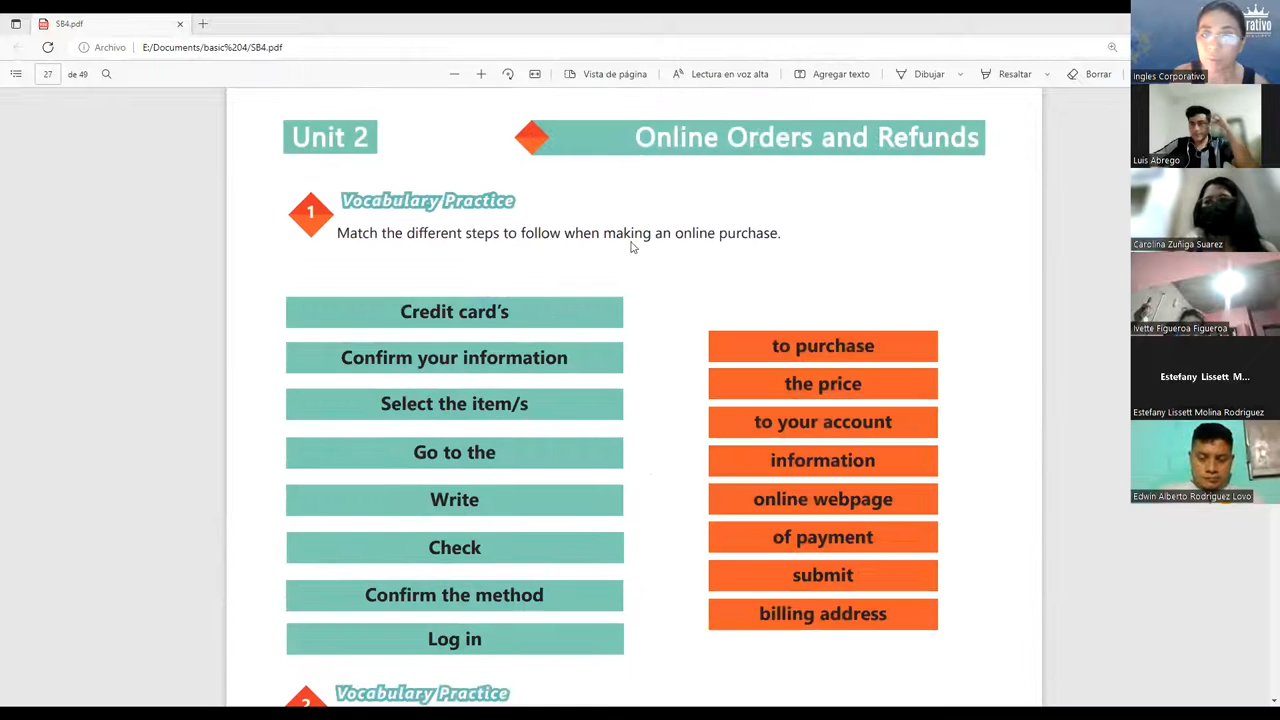 SB4.pdf
Archivo
E:/Documents/basic%204/SB4.pdf
27
de 49
Vista de página
Lectura en voz alta
Agregar texto
Dibujar
Resaltar
Borrar
Unit 2
Online Orders and Refunds
1
Vocabulary Practice
Match the different steps to follow when making an online purchase.
Credit card's
Confirm your information
Select the item/s
Go to the
Write
Check
Confirm the method
Log in
to purchase
the price
to your account
information
online webpage
of payment
submit
billing address
2
Vocabulary Practice
rativo
Ingles Corporativo
Luis Abrego
Carolina Zuñiga Suarez
Ivette Figueroa Figueroa
Estefany Lissett M...
Estefany Lissett Molina Rodriguez
Edwin Alberto Rodriguez Lovo